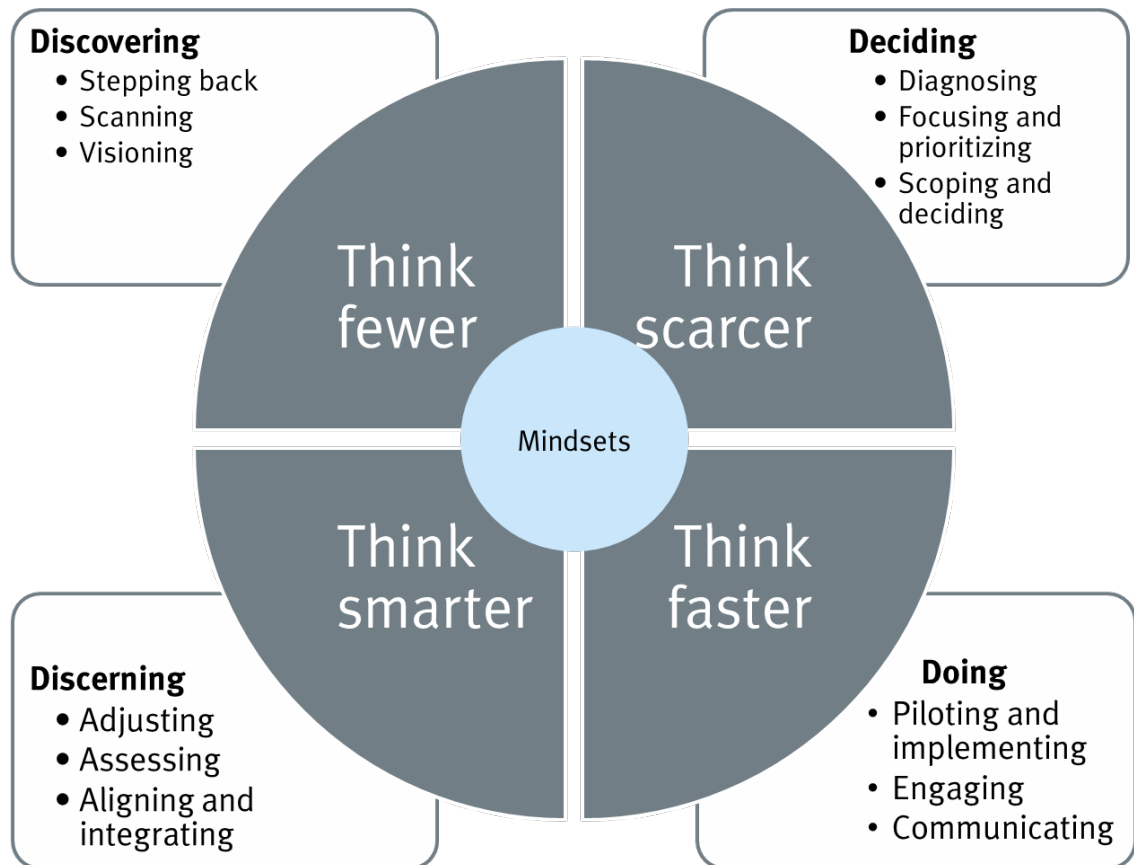 Discovering
• Stepping back
• Scanning
• Visioning
Deciding
• Diagnosing
• Focusing and
prioritizing
• Scoping and
deciding
Think
fewer
Think
scarcer
Mindsets
Think
smarter
Think
faster
Discerning
• Adjusting
• Assessing
• Aligning and
integrating
Doing
• Piloting and
implementing
• Engaging
• Communicating